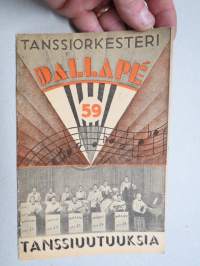 TANSSIORKESTERI
DALLAPÉ
59
TANSSIUUTUUKSIA